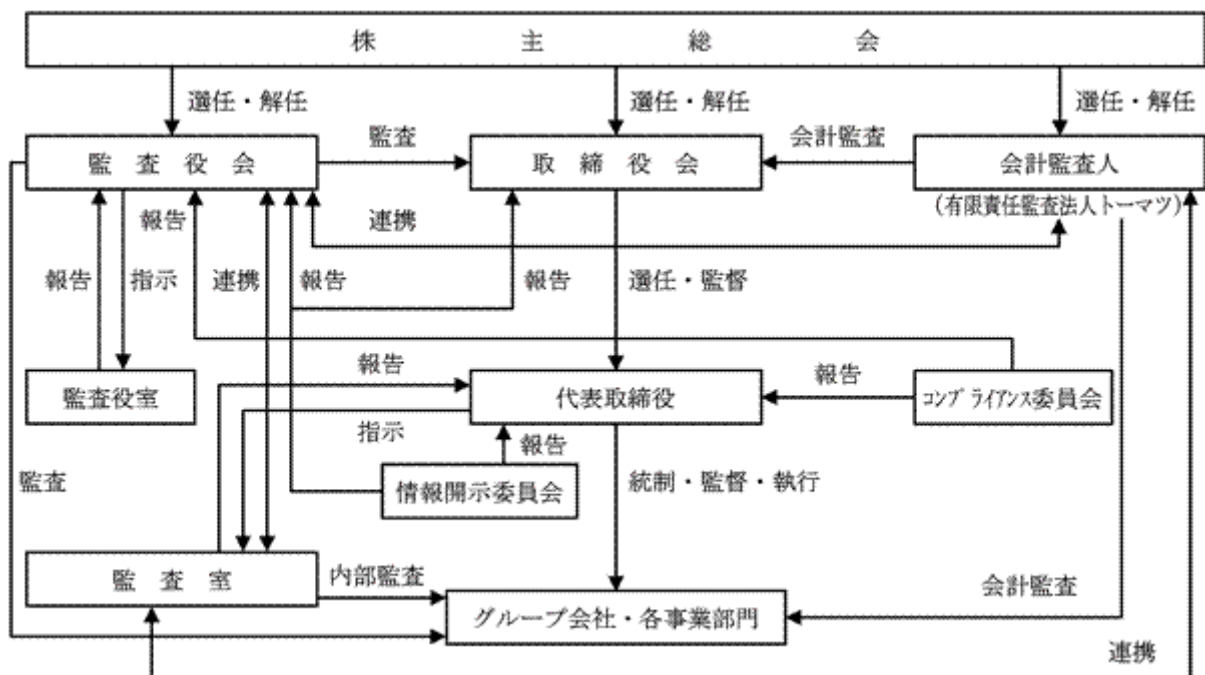 株主総会
選任・解任
選任・解任
選任・解任
監査役会
監査
取締役会
会計監査
会計監査人
(有限責任監査法人トーマツ)
報告
連携
報告
指示
連携
報告
報告
選任・監督
監査役室
報告
代表取締役
報告
コンプライアンス委員会
指示
報告
監査
情報開示委員会
統制・監督・執行
監査室
内部監査
グループ会社・各事業部門
会計監査
連携